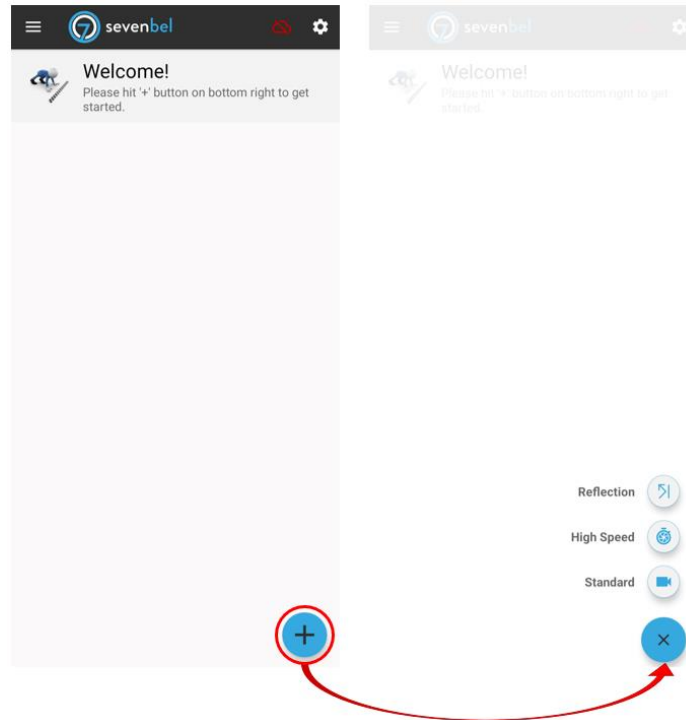 sevenbel
Welcome!
Please hit '+' button on bottom right to get
started.
sevenbel
Welcome!
Please hit '+' button on bottom right to get
started.
Reflection
High Speed
Standard